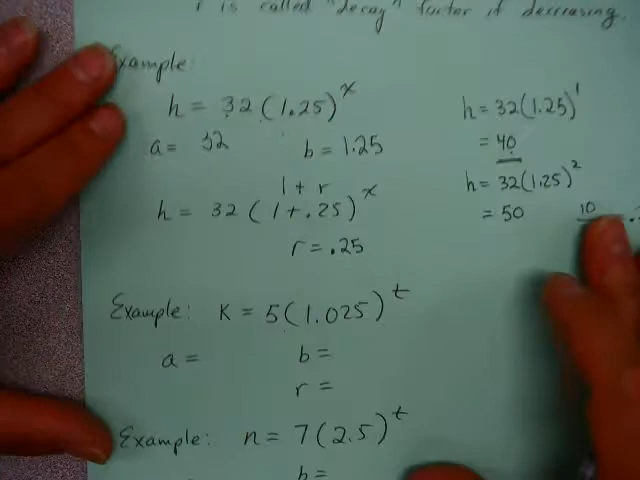 r is called "decay" factor if decreasing.
Example:
h = 32 (1.25)^x
a = 32 b = 1.25
1 + r
h = 32 (1 + .25)^x
r = .25
h = 32(1.25)^1
= 40
h = 32(1.25)^2
= 50 10
Example: K = 5(1.025)^t
a = b =
r =
Example: n = 7(2.5)^t
b =